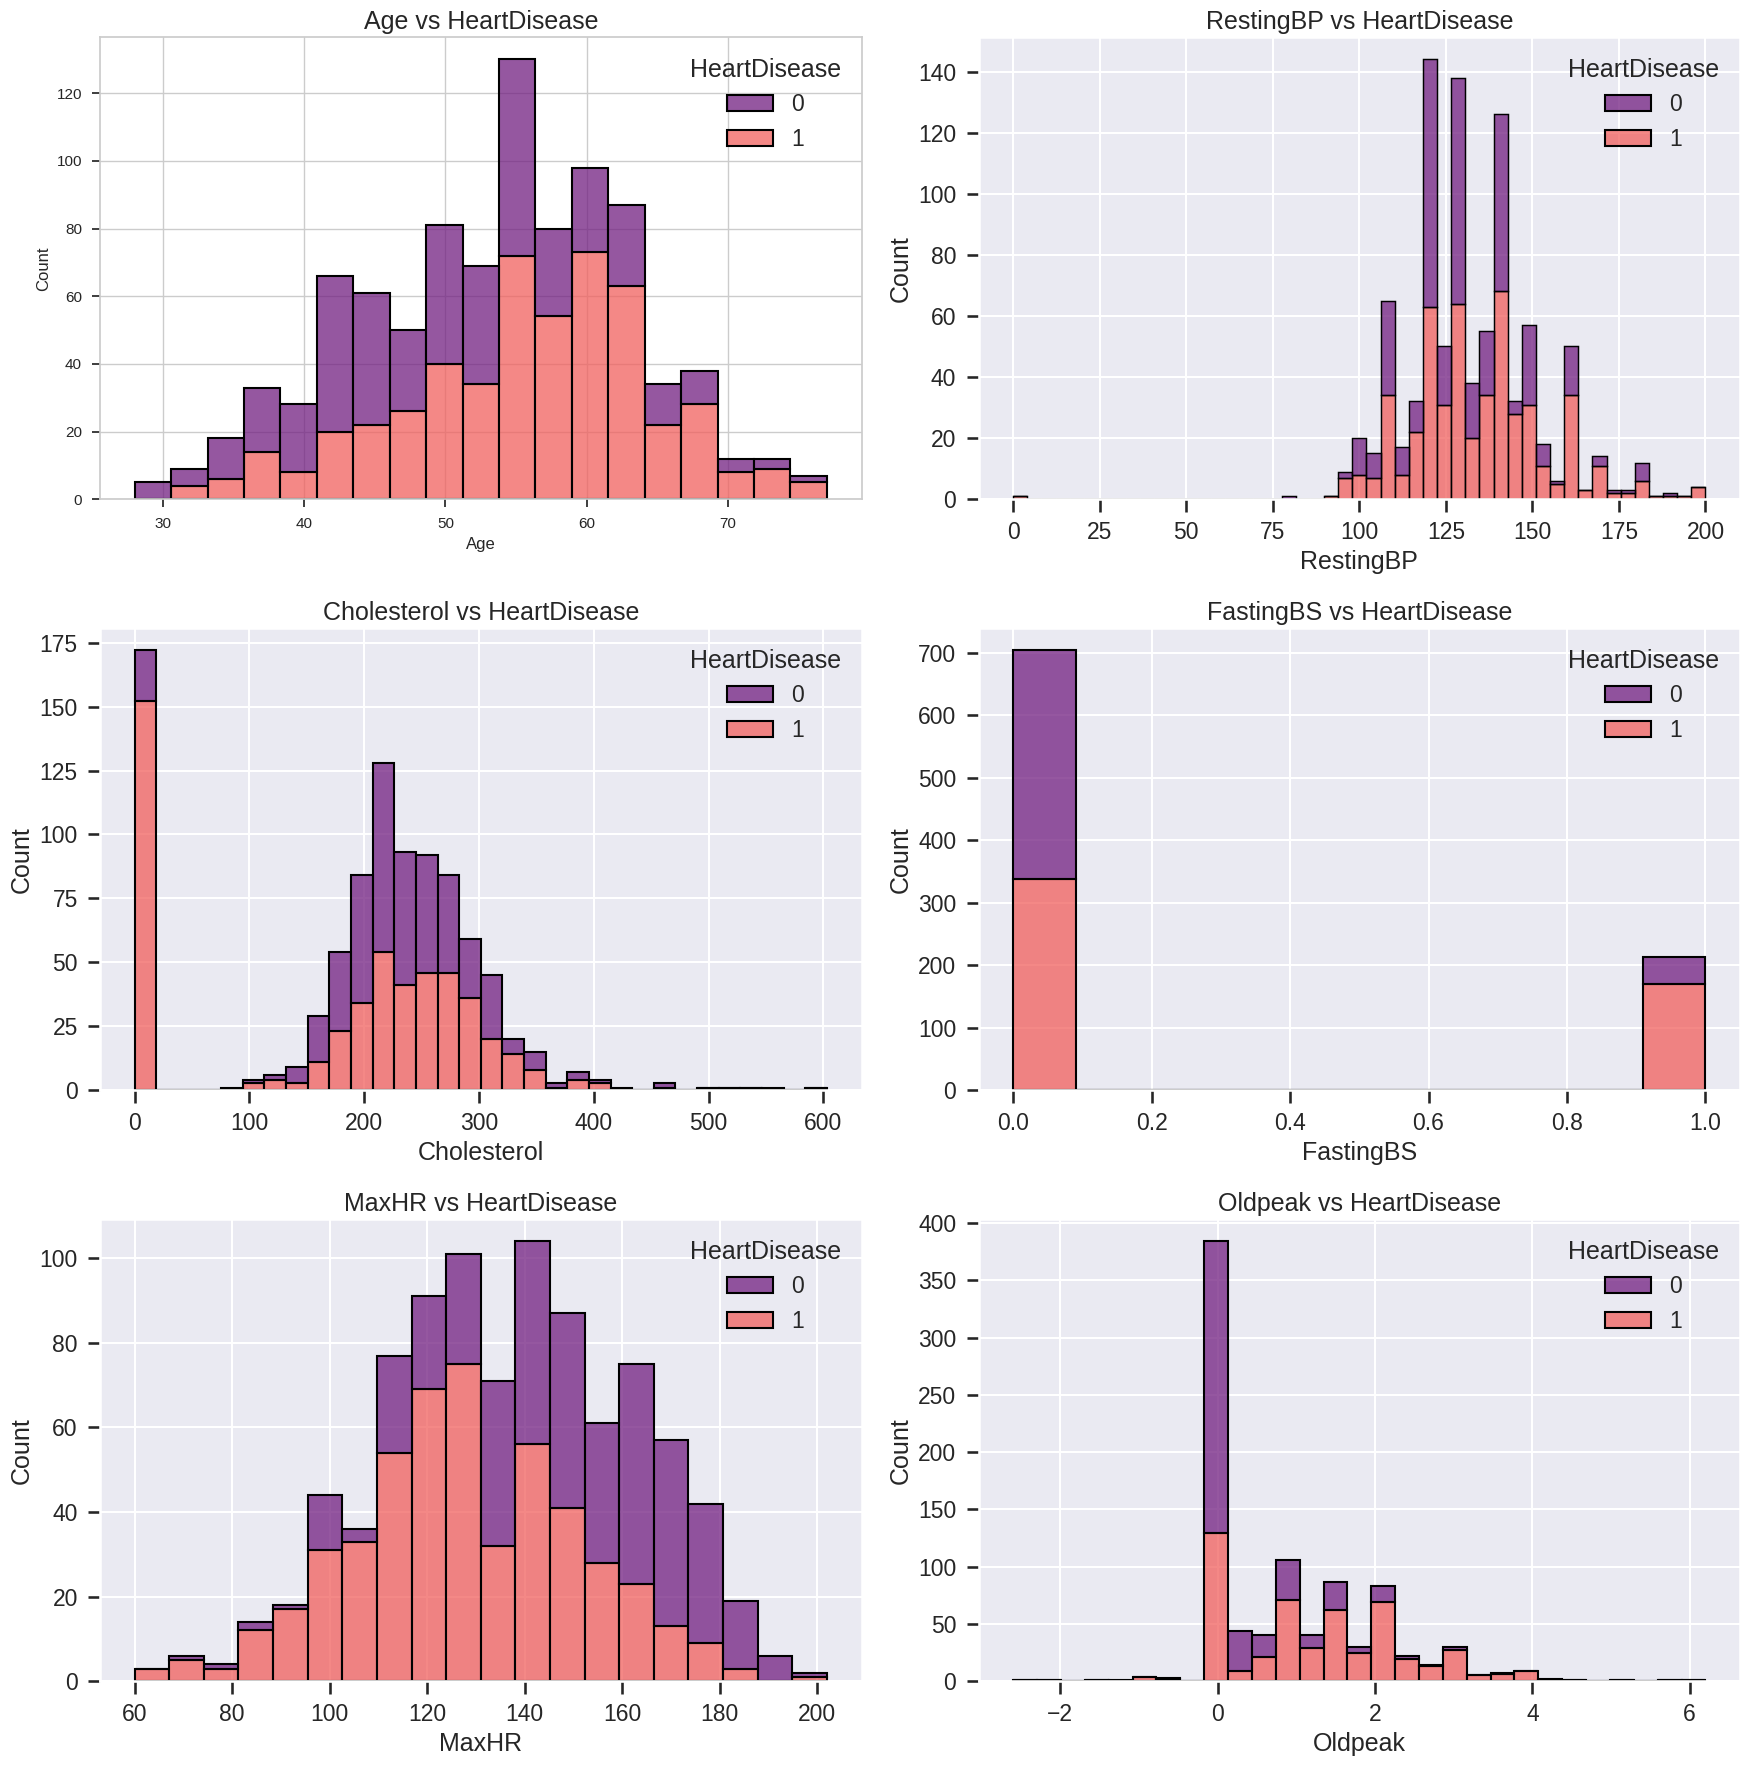 Age vs HeartDisease
HeartDisease
0
1
120
100
80
60
40
20
0
Count
30 40 50 60 70
Age
RestingBP vs HeartDisease
HeartDisease
0
1
140
120
100
80
60
40
20
0
Count
0 25 50 75 100 125 150 175 200
RestingBP
Cholesterol vs HeartDisease
HeartDisease
0
1
175
150
125
100
75
50
25
0
Count
0 100 200 300 400 500 600
Cholesterol
FastingBS vs HeartDisease
HeartDisease
0
1
700
600
500
400
300
200
100
0
Count
0.0 0.2 0.4 0.6 0.8 1.0
FastingBS
MaxHR vs HeartDisease
HeartDisease
0
1
100
80
60
40
20
0
Count
60 80 100 120 140 160 180 200
MaxHR
Oldpeak vs HeartDisease
HeartDisease
0
1
400
350
300
250
200
150
100
50
0
Count
−2 0 2 4 6
Oldpeak